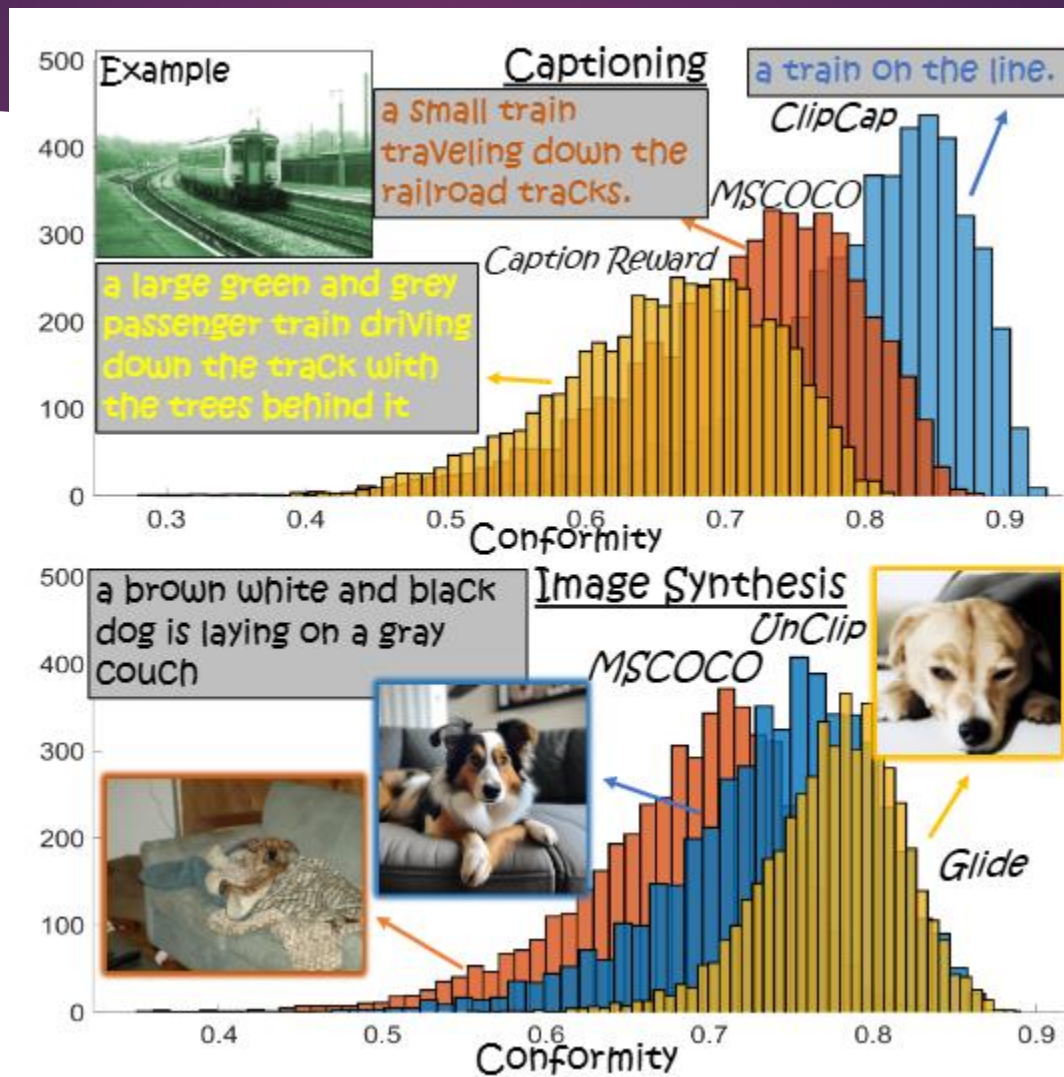 500
400
300
200
100
0
Example
Captioning
a train on the line.
ClipCap
a small train
traveling down the
railroad tracks.
MSCOCO
Caption Reward
a large green and grey
passenger train driving
down the track with
the trees behind it
0.3 0.4 0.5 0.6 0.7 0.8 0.9
Conformity
500
400
300
200
100
0
a brown white and black
dog is laying on a gray
couch
Image Synthesis
UnClip
MSCOCO
Glide
0.4 0.5 0.6 0.7 0.8 0.9
Conformity